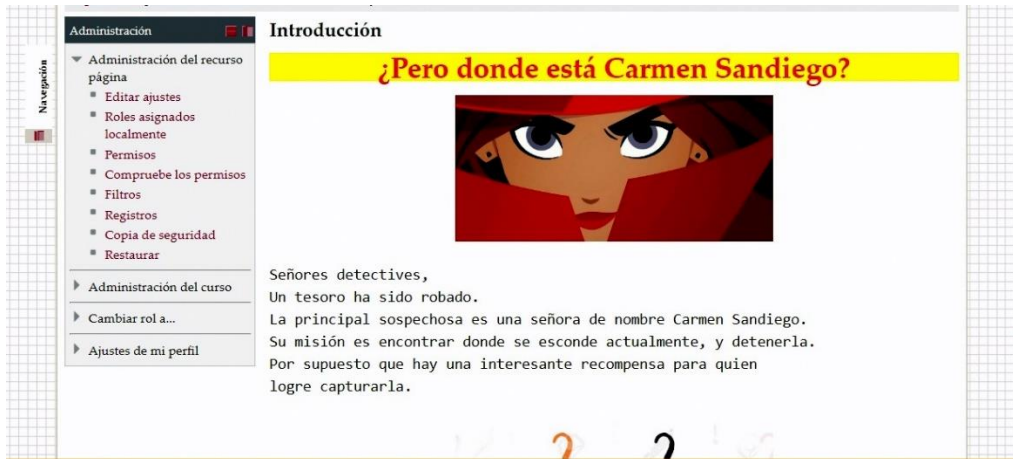 Administración
Administración del recurso
página
Editar ajustes
Roles asignados
localmente
Permisos
Compruebe los permisos
Filtros
Registros
Copia de seguridad
Restaurar
Administración del curso
Cambiar rol a...
Ajustes de mi perfil
Navegación
Introducción
¿Pero donde está Carmen Sandiego?
Señores detectives,
Un tesoro ha sido robado.
La principal sospechosa es una señora de nombre Carmen Sandiego.
Su misión es encontrar donde se esconde actualmente, y detenerla.
Por supuesto que hay una interesante recompensa para quien
logre capturarla.